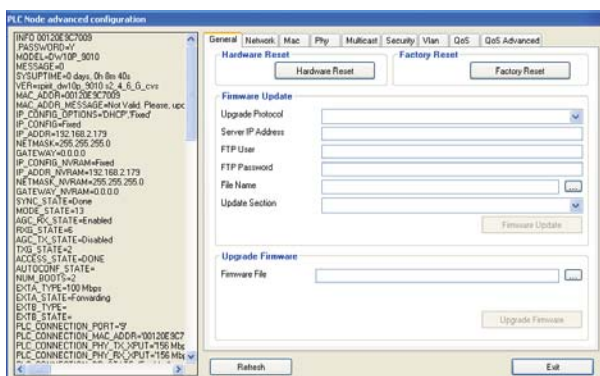 PLC Node advanced configuration
INFO 00120E9C7009
PASSWORD=Y
MODEL=DW10P_9010
MESSAGE=0
SYSUPTIME=0 days, 0h 8m 40s
VER=spirit_dw10p_9010 s2_4_6_G_cvs
MAC_ADDR=00120E9C7009
MAC_ADDR_MESSAGE=Not Valid. Please, upc
IP_CONFIG_OPTIONS='DHCP','Fixed'
IP_CONFIG=Fixed
IP_ADDR=192.168.2.179
NETMASK=255.255.255.0
GATEWAY=0.0.0.0
IP_CONFIG_NVRAM=Fixed
IP_ADDR_NVRAM=192.168.2.179
NETMASK_NVRAM=255.255.255.0
GATEWAY_NVRAM=0.0.0.0
SYNC_STATE=Done
MODE_STATE=13
AGC_RX_STATE=Enabled
RXG_STATE=6
AGC_TX_STATE=Disabled
TXG_STATE=2
ACCESS_STATE=DONE
AUTOCONF_STATE=
NUM_BOOTS=2
EXTA_TYPE=100 Mbps
EXTA_STATE=Forwarding
EXTB_TYPE=
EXTB_STATE=
PLC_CONNECTION_PORT='9'
PLC_CONNECTION_MAC_ADDR='00120E9C7
PLC_CONNECTION_PHY_TX_XPUT='156 Mbp
PLC_CONNECTION_PHY_RX_XPUT='156 Mbp
General Network Mac Phy Multicast Security Vlan QoS QoS Advanced
Hardware Reset
Hardware Reset
Factory Reset
Factory Reset
Firmware Update
Upgrade Protocol
Server IP Address
FTP User
FTP Password
File Name
...
Update Section
Firmware Update
Upgrade Firmware
Firmware File
...
Upgrade Firmware
Refresh
Exit